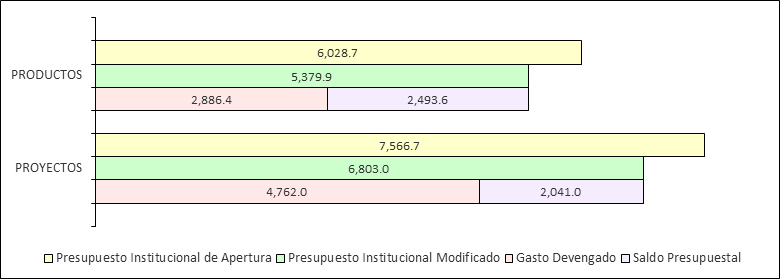 6,028.7
PRODUCTOS
5,379.9
2,886.4 2,493.6
7,566.7
PROYECTOS
6,803.0
4,762.0 2,041.0
Presupuesto Institucional de Apertura Presupuesto Institucional Modificado Gasto Devengado Saldo Presupuestal